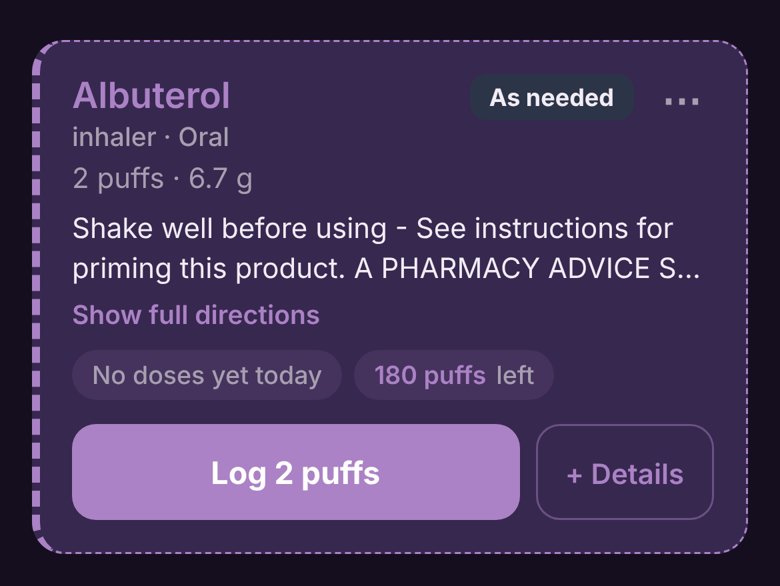 Albuterol
As needed
...
inhaler · Oral
2 puffs · 6.7 g
Shake well before using - See instructions for
priming this product. A PHARMACY ADVICE S...
Show full directions
No doses yet today
180 puffs left
Log 2 puffs
+ Details